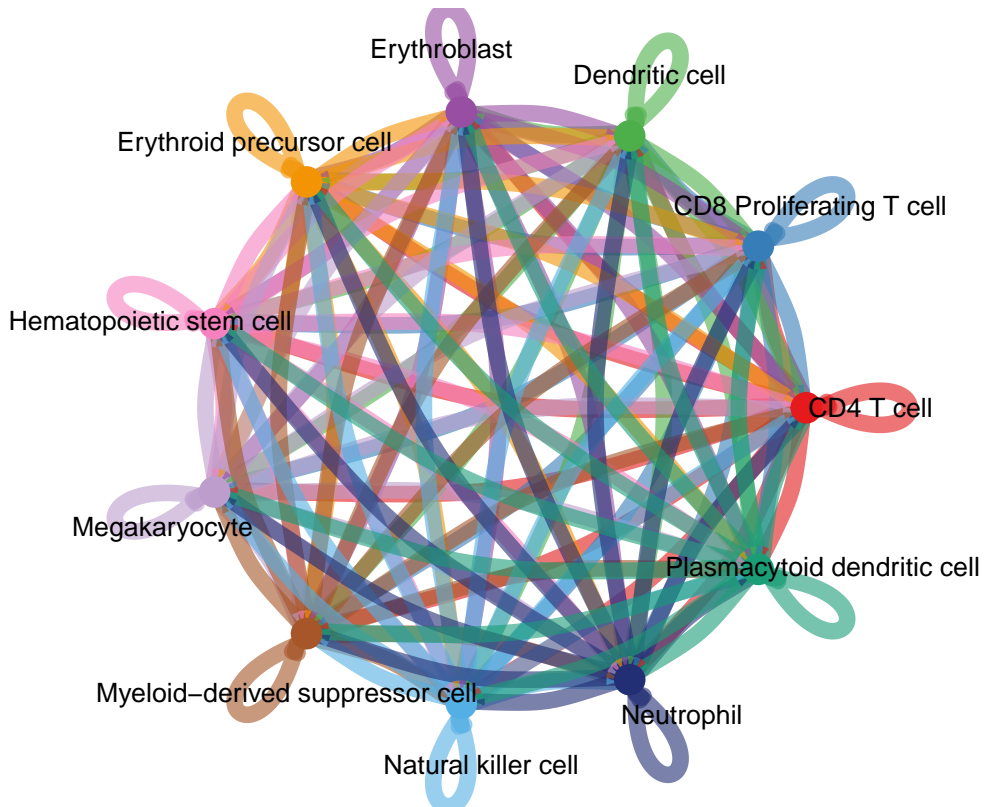 Erythroblast
Dendritic cell
Erythroid precursor cell
CD8 Proliferating T cell
Hematopoietic stem cell
CD4 T cell
Megakaryocyte
Plasmacytoid dendritic cell
Myeloid−derived suppressor cell
Neutrophil
Natural killer cell